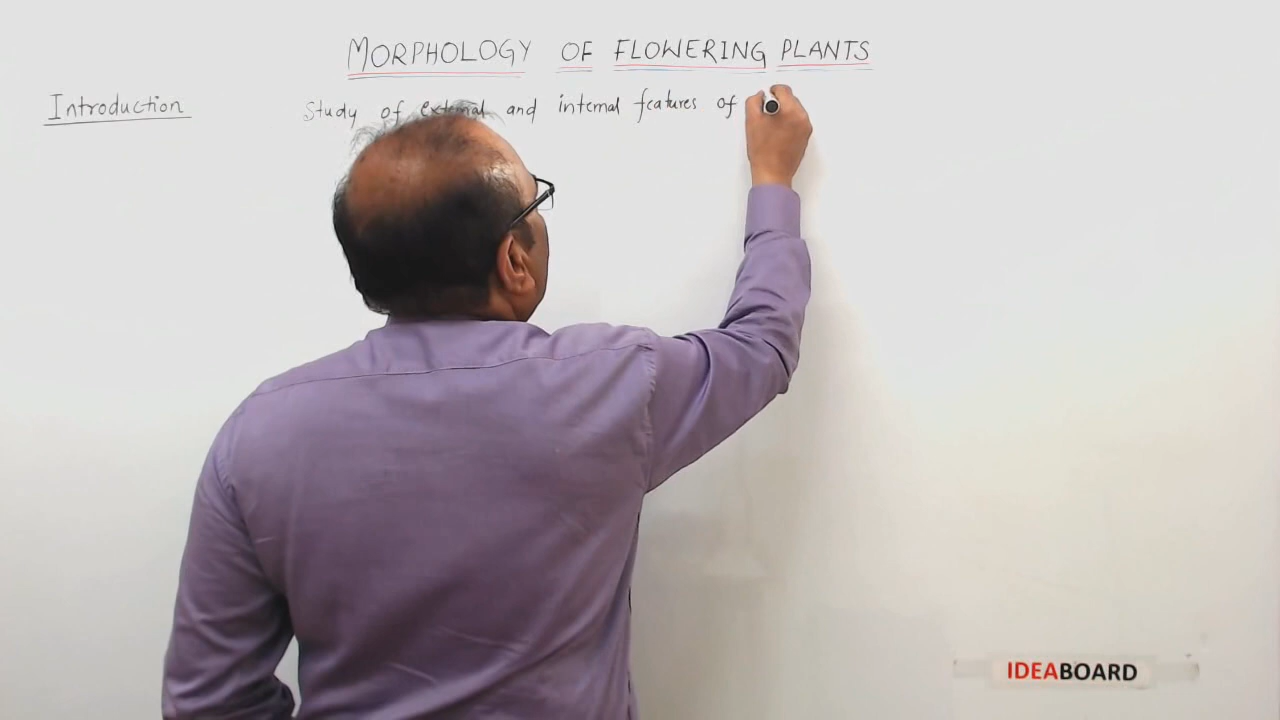 MORPHOLOGY OF FLOWERING PLANTS
Introduction Study of external and internal features of
IDEABOARD